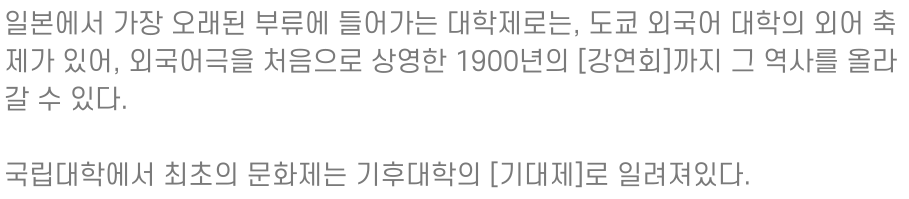 일본에서 가장 오래된 부류에 들어가는 대학제로는, 도쿄 외국어 대학의 외어 축
제가 있어, 외국어극을 처음으로 상영한 1900년의 [강연회]까지 그 역사를 올라
갈 수 있다.
국립대학에서 최초의 문화제는 기후대학의 [기대제]로 일려져있다.